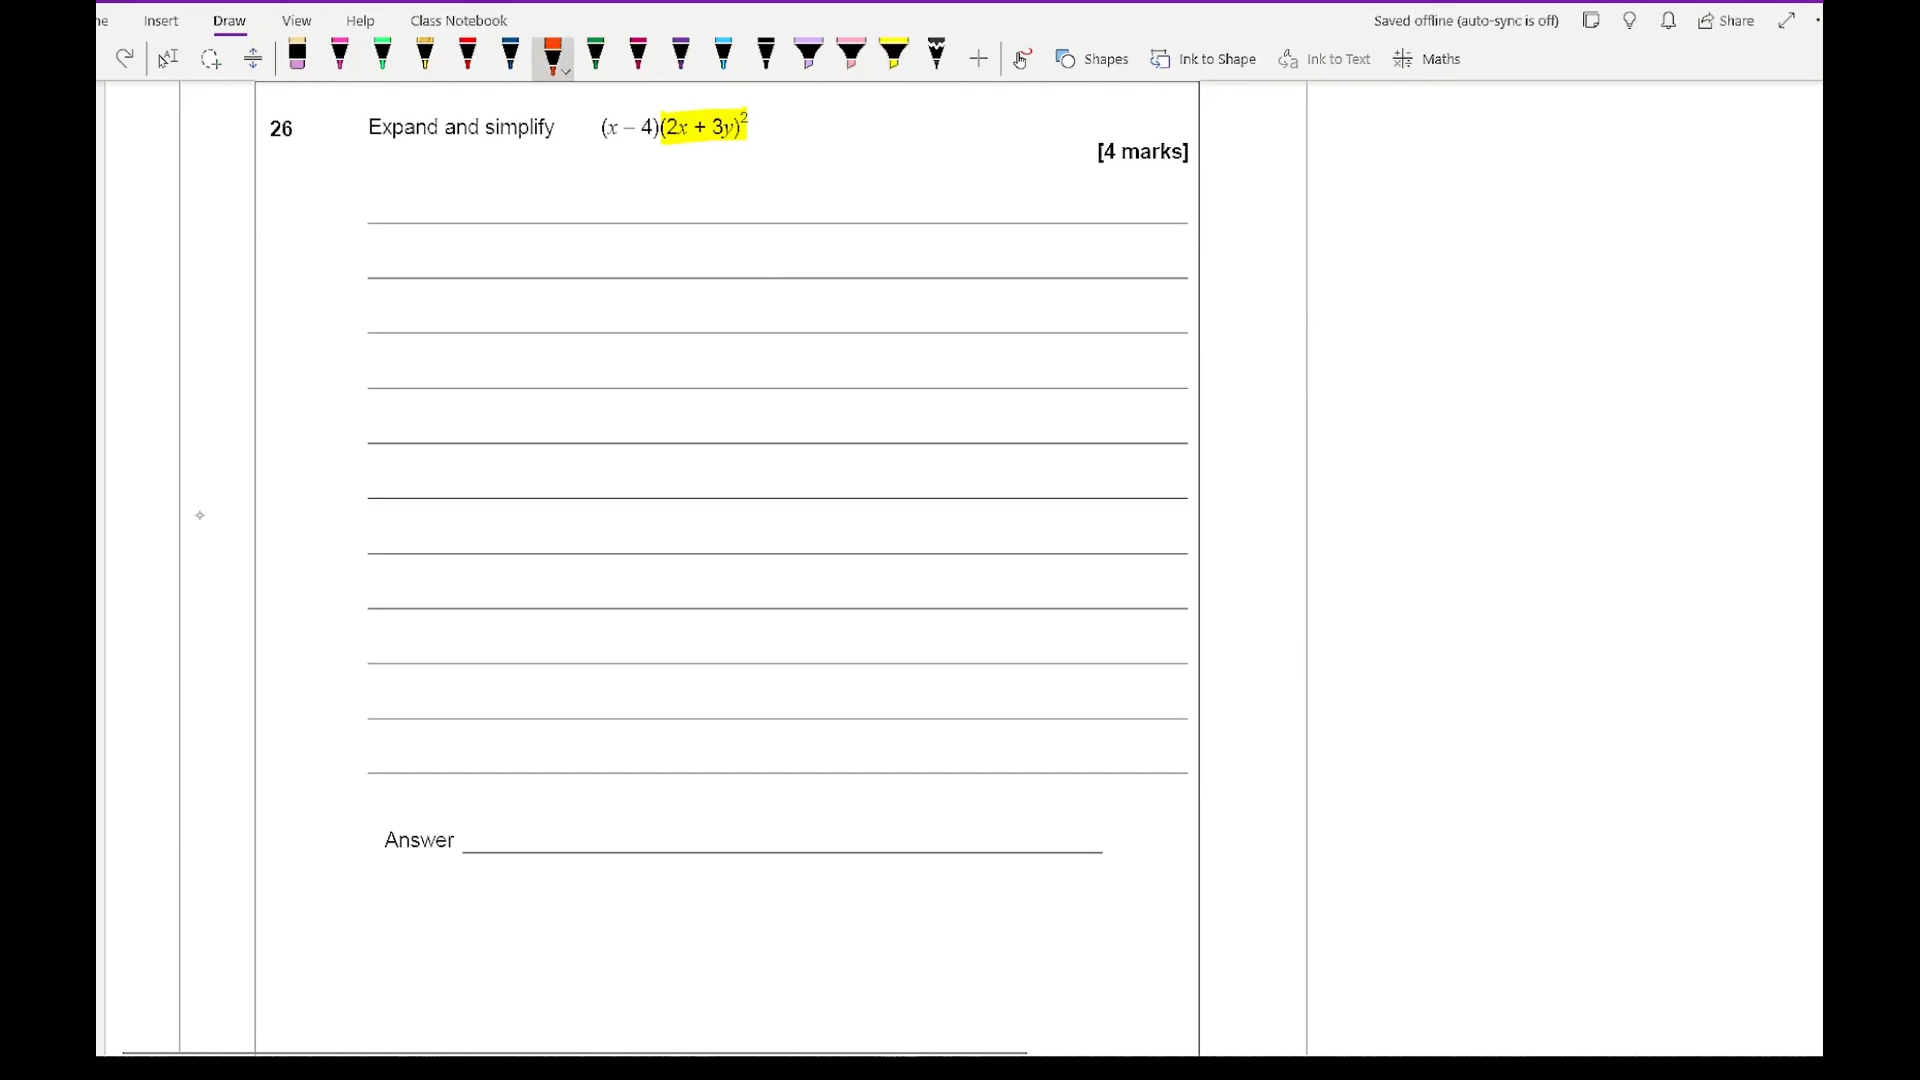 ne Insert Draw View Help Class Notebook Saved offline (auto-sync is off) Share
Shapes Ink to Shape Ink to Text Maths
26 Expand and simplify (x – 4)(2x + 3y)²
[4 marks]
Answer